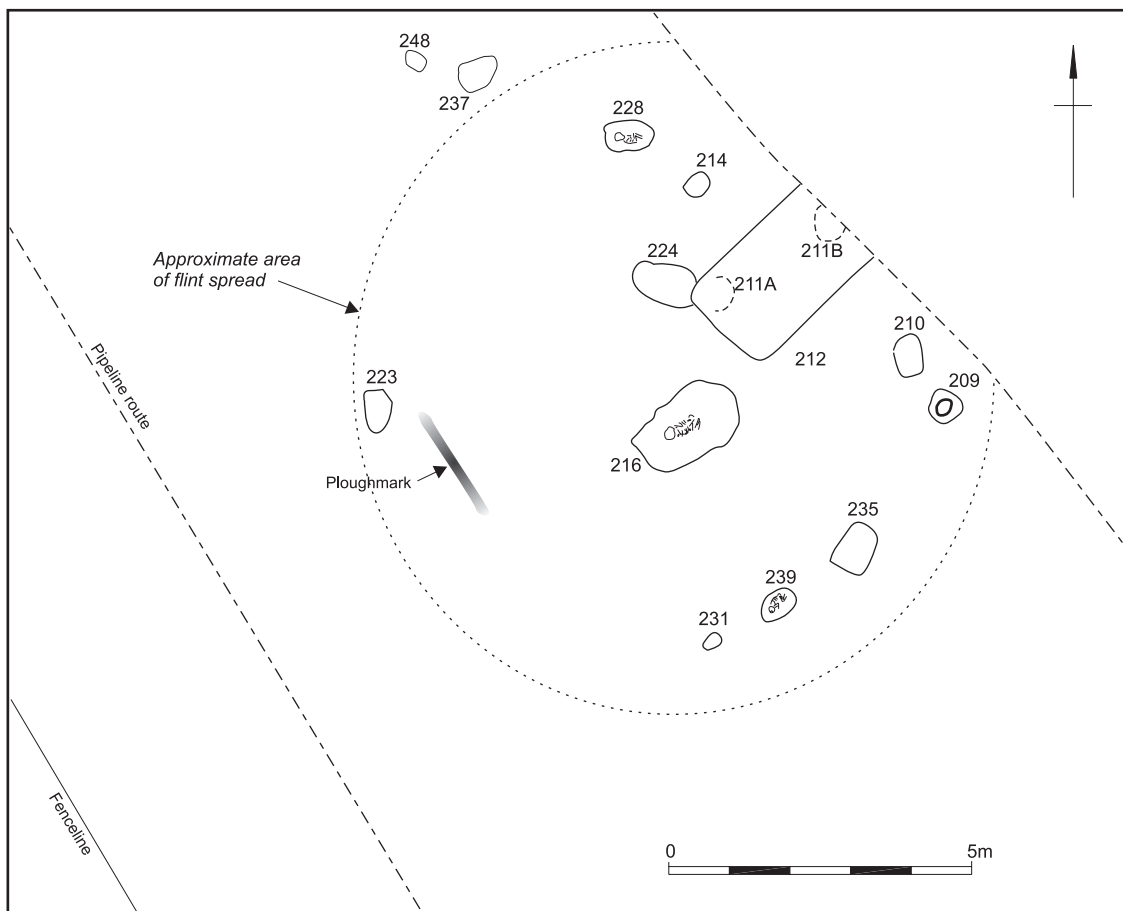 248
237
228
214
224
211A
211B
212
210
209
Approximate area
of flint spread
Pipeline route
223
Ploughmark
216
235
239
231
Fenceline
0 5m